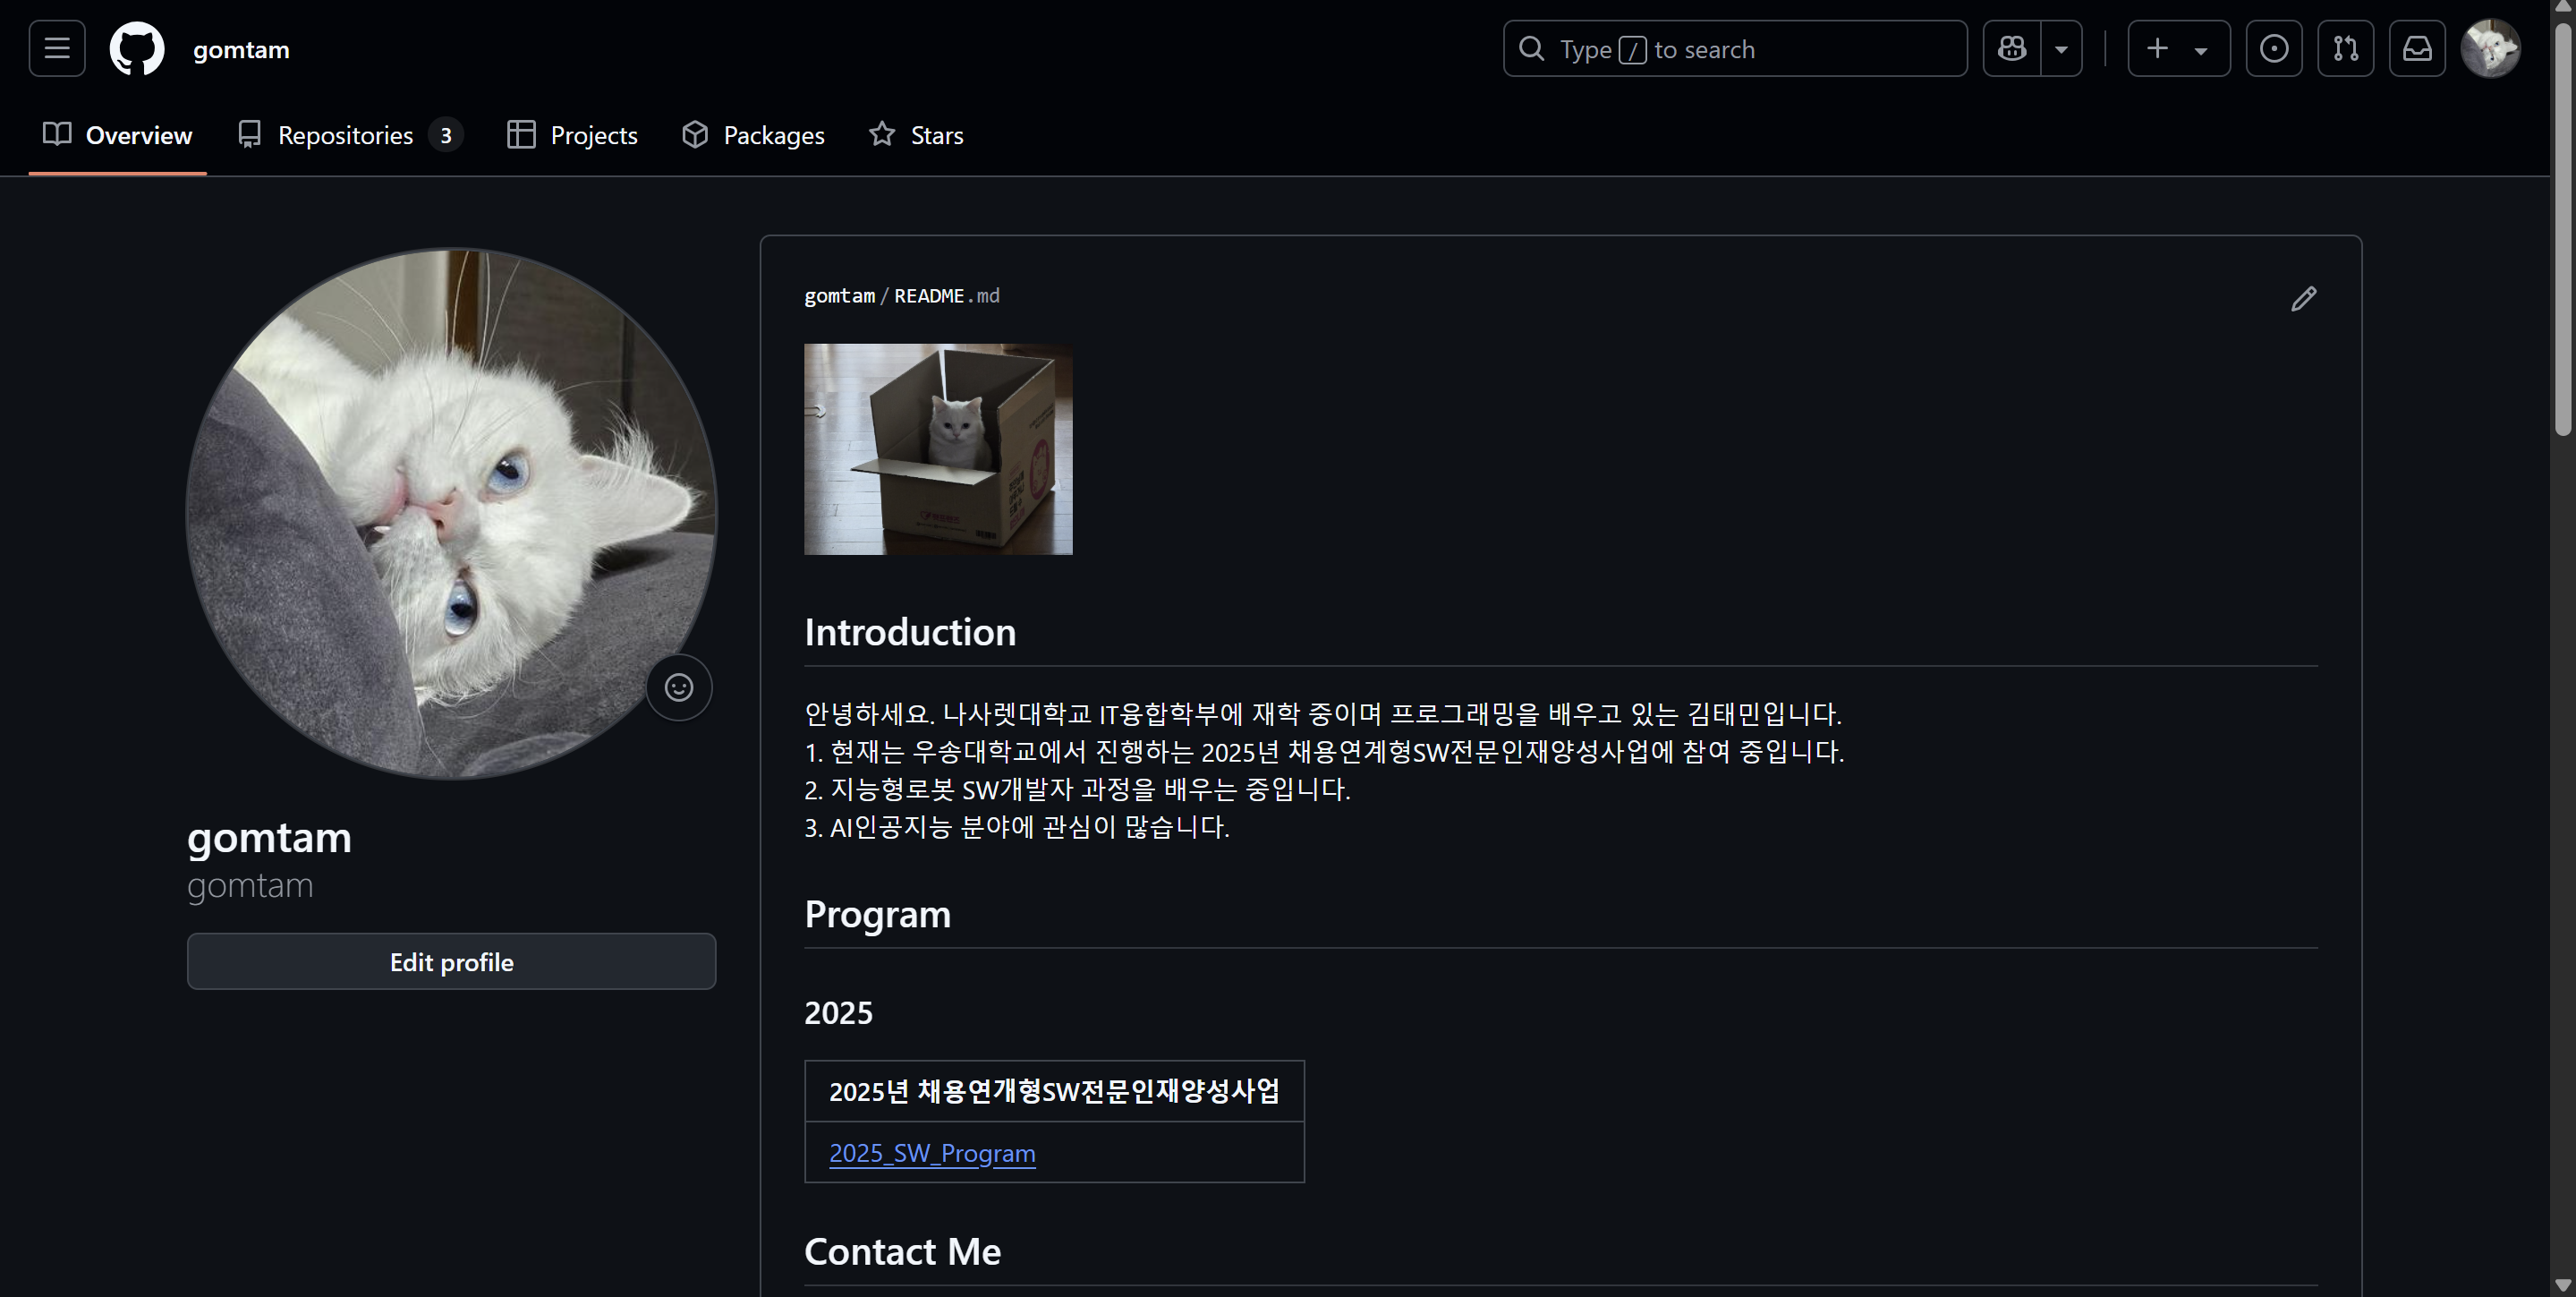 gomtam
Type / to search
Overview
Repositories 3
Projects
Packages
Stars
gomtam / README.md
Introduction
안녕하세요. 나사렛대학교 IT융합학부에 재학 중이며 프로그래밍을 배우고 있는 김태민입니다.
1. 현재는 우송대학교에서 진행하는 2025년 채용연계형SW전문인재양성사업에 참여 중입니다.
2. 지능형로봇 SW개발자 과정을 배우는 중입니다.
3. AI인공지능 분야에 관심이 많습니다.
gomtam
gomtam
Edit profile
Program
2025
2025년 채용연개형SW전문인재양성사업
2025_SW_Program
Contact Me